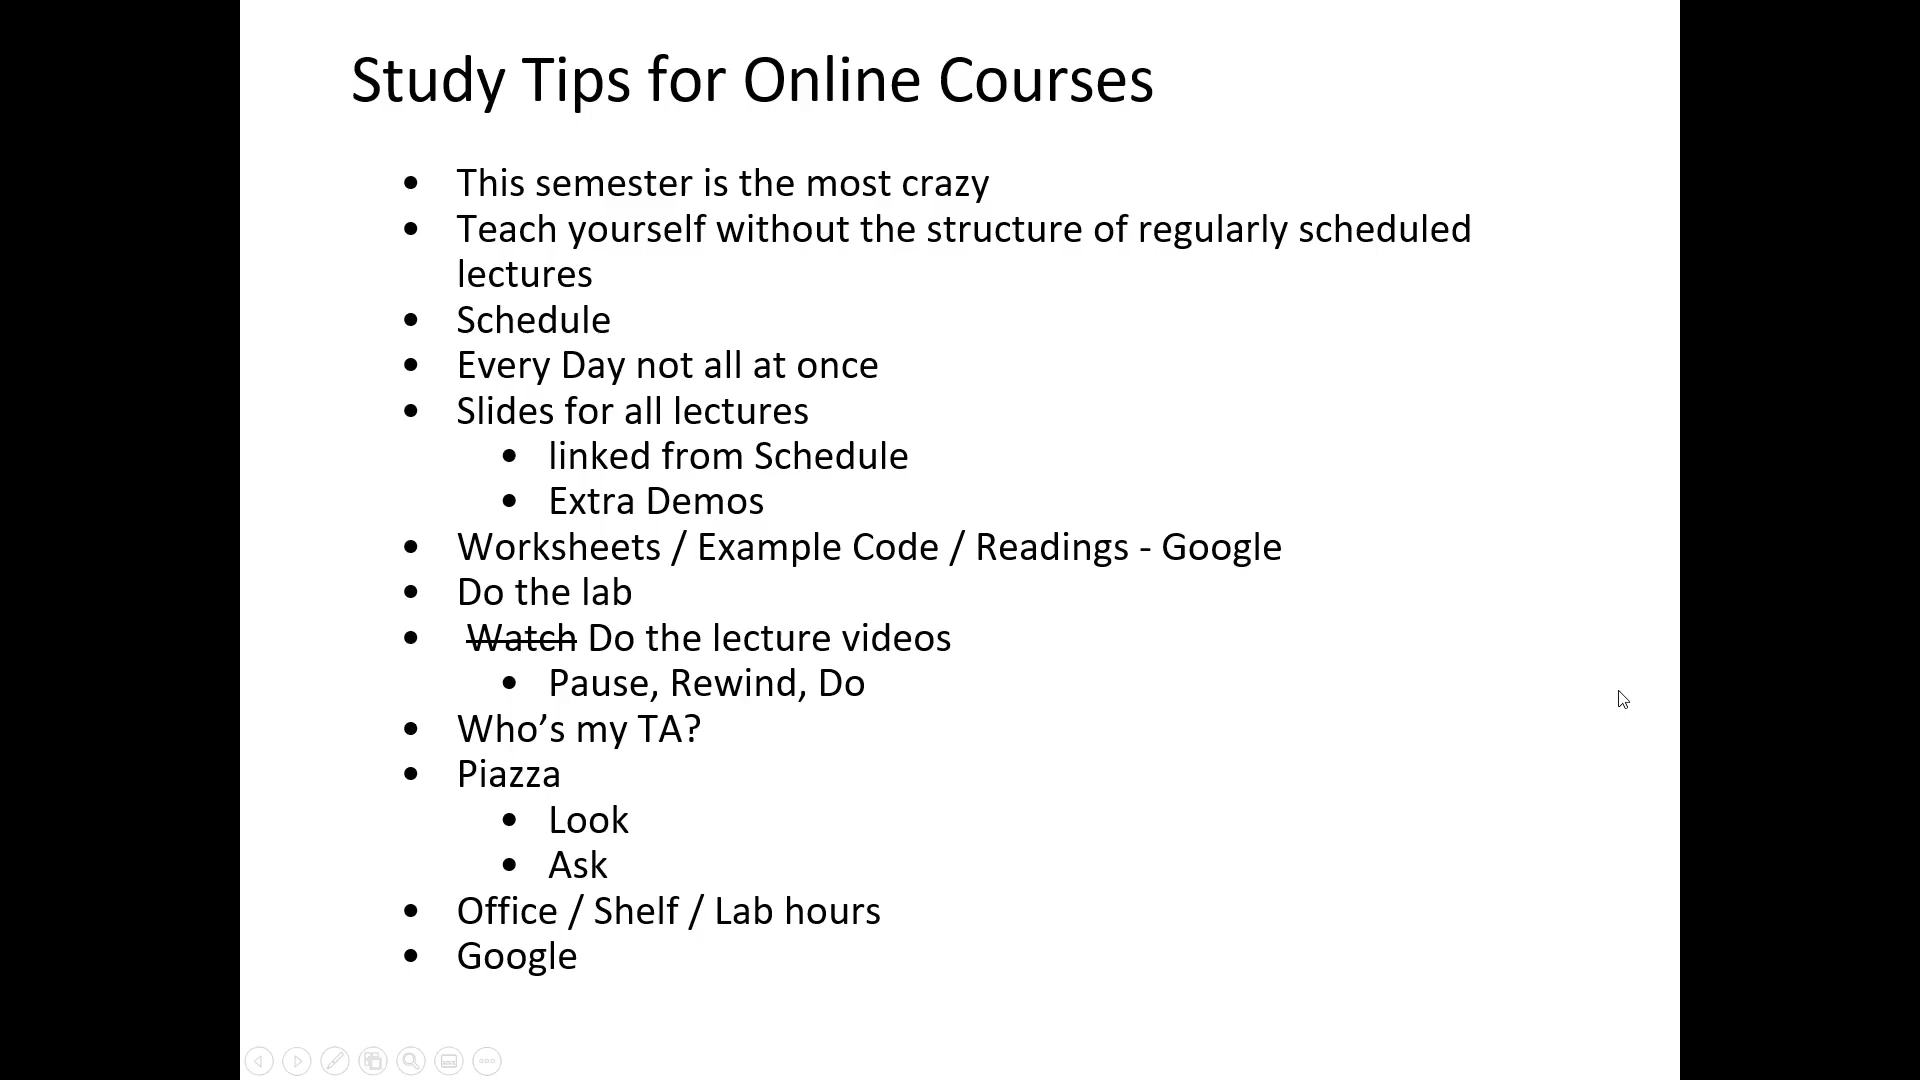 Study Tips for Online Courses
• This semester is the most crazy
• Teach yourself without the structure of regularly scheduled
lectures
• Schedule
• Every Day not all at once
• Slides for all lectures
• linked from Schedule
• Extra Demos
• Worksheets / Example Code / Readings - Google
• Do the lab
• Watch Do the lecture videos
• Pause, Rewind, Do
• Who’s my TA?
• Piazza
• Look
• Ask
• Office / Shelf / Lab hours
• Google